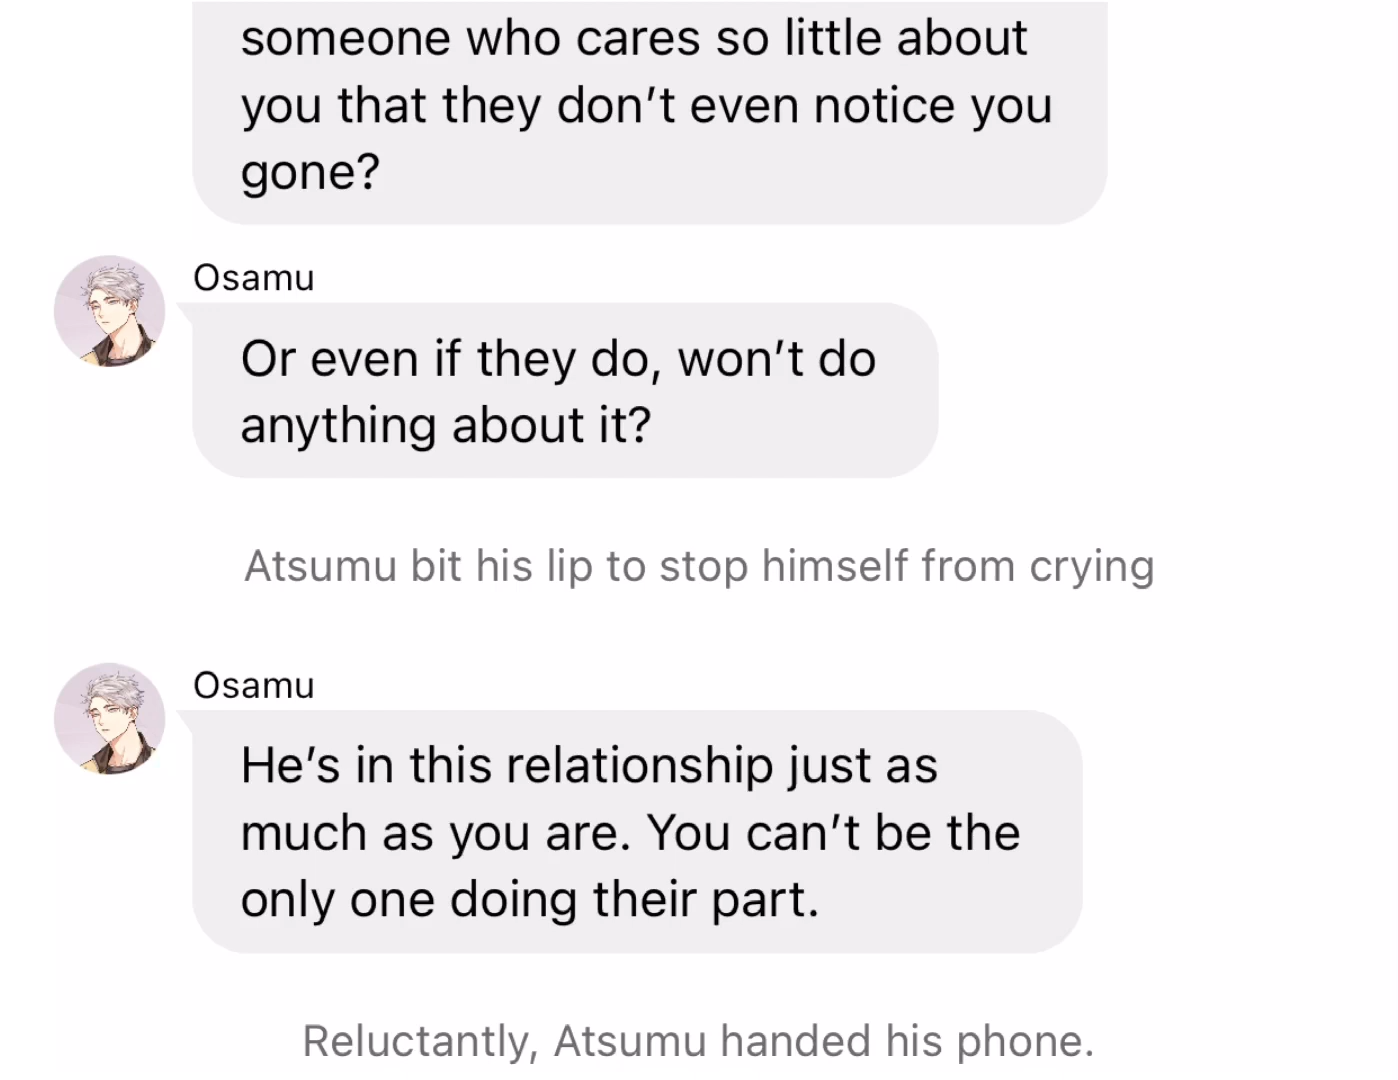 someone who cares so little about
you that they don’t even notice you
gone?
Osamu
Or even if they do, won’t do
anything about it?
Atsumu bit his lip to stop himself from crying
Osamu
He’s in this relationship just as
much as you are. You can’t be the
only one doing their part.
Reluctantly, Atsumu handed his phone.